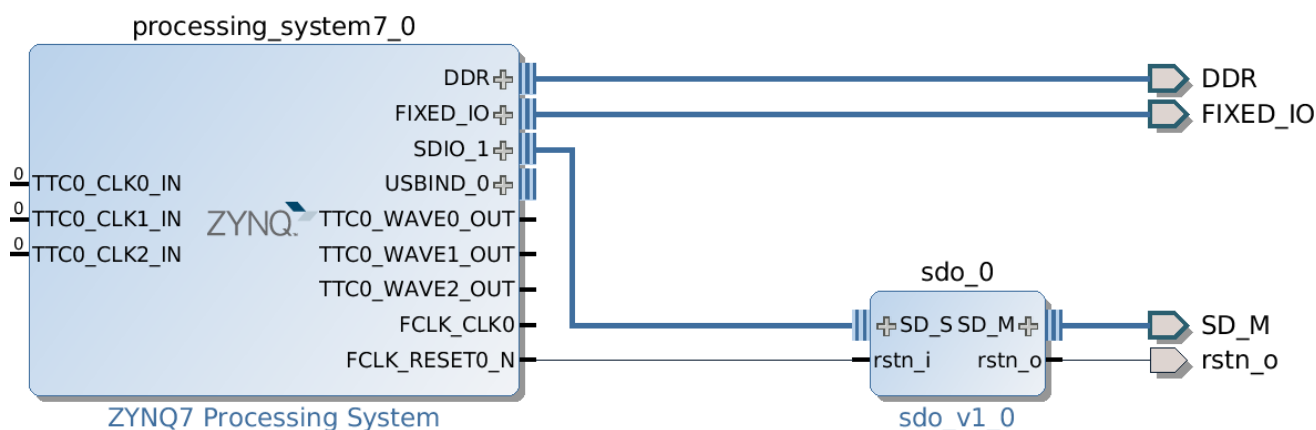 processing_system7_0
DDR
FIXED_IO
SDIO_1
USBIND_0
TTC0_WAVE0_OUT
TTC0_WAVE1_OUT
TTC0_WAVE2_OUT
FCLK_CLK0
FCLK_RESET0_N
0
TTC0_CLK0_IN
0
TTC0_CLK1_IN
0
TTC0_CLK2_IN
ZYNQ
ZYNQ7 Processing System
sdo_0
SD_S SD_M
rstn_i rstn_o
sdo_v1_0
DDR
FIXED_IO
SD_M
rstn_o